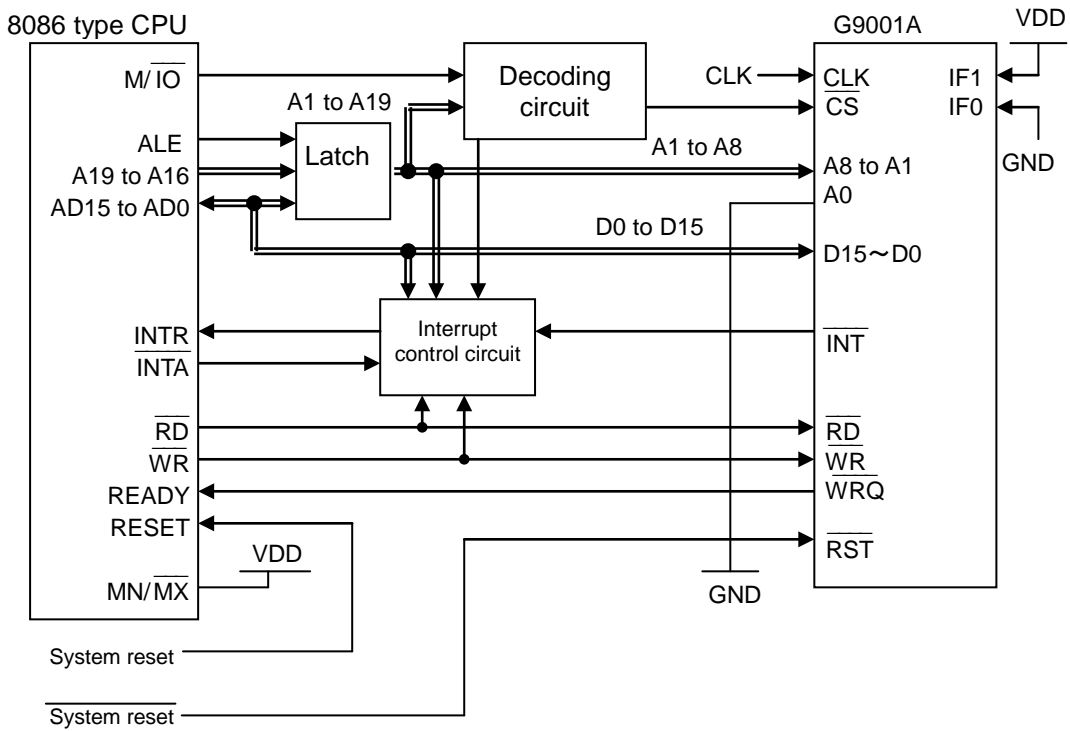 8086 type CPU
G9001A
VDD
M/IO
Decoding
circuit
CLK
CLK
IF1
CS
IF0
A1 to A19
ALE
Latch
A1 to A8
GND
A19 to A16
A8 to A1
AD15 to AD0
A0
D0 to D15
D15～D0
INTR
Interrupt
control circuit
INT
INTA
RD
RD
WR
WR
READY
WRQ
RESET
RST
VDD
MN/MX
GND
System reset
System reset